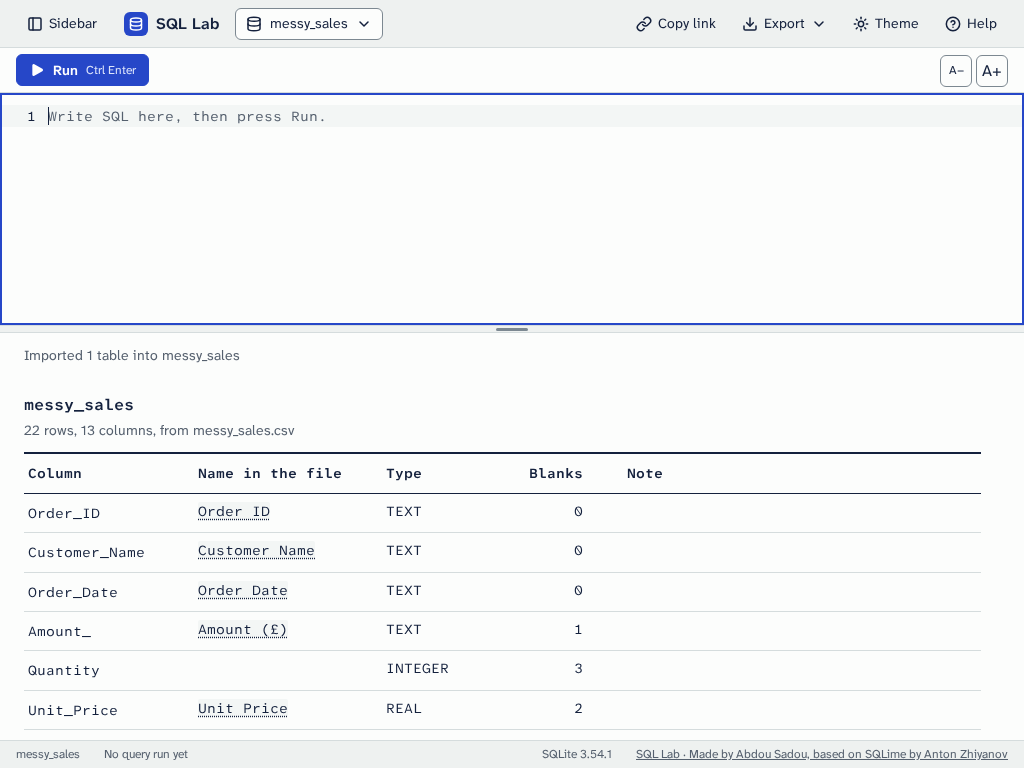 Sidebar SQL Lab messy_sales Copy link Export Theme Help
Run Ctrl Enter A− A+
1 Write SQL here, then press Run.
Imported 1 table into messy_sales
messy_sales
22 rows, 13 columns, from messy_sales.csv
Column Name in the file Type Blanks Note
Order_ID Order ID TEXT 0
Customer_Name Customer Name TEXT 0
Order_Date Order Date TEXT 0
Amount_ Amount (£) TEXT 1
Quantity INTEGER 3
Unit_Price Unit Price REAL 2
messy_sales No query run yet SQLite 3.54.1 SQL Lab · Made by Abdou Sadou, based on SQLime by Anton Zhiyanov